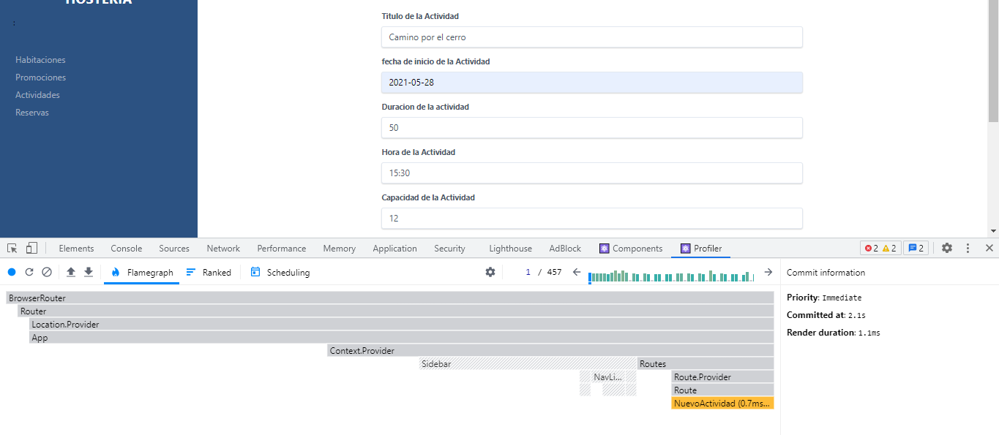 HOSTERIA
:
Habitaciones
Promociones
Actividades
Reservas
Titulo de la Actividad
Camino por el cerro
fecha de inicio de la Actividad
2021-05-28
Duracion de la actividad
50
Hora de la Actividad
15:30
Capacidad de la Actividad
12
Elements Console Sources Network Performance Memory Application Security Lighthouse AdBlock Components Profiler 2 2 2
Flamegraph Ranked Scheduling 1 / 457 Commit information
BrowserRouter
Router
Location.Provider
App
Context.Provider
Sidebar Routes
NavLi... Route.Provider
Route
NuevoActividad (0.7ms...
Priority: Immediate
Committed at: 2.1s
Render duration: 1.1ms